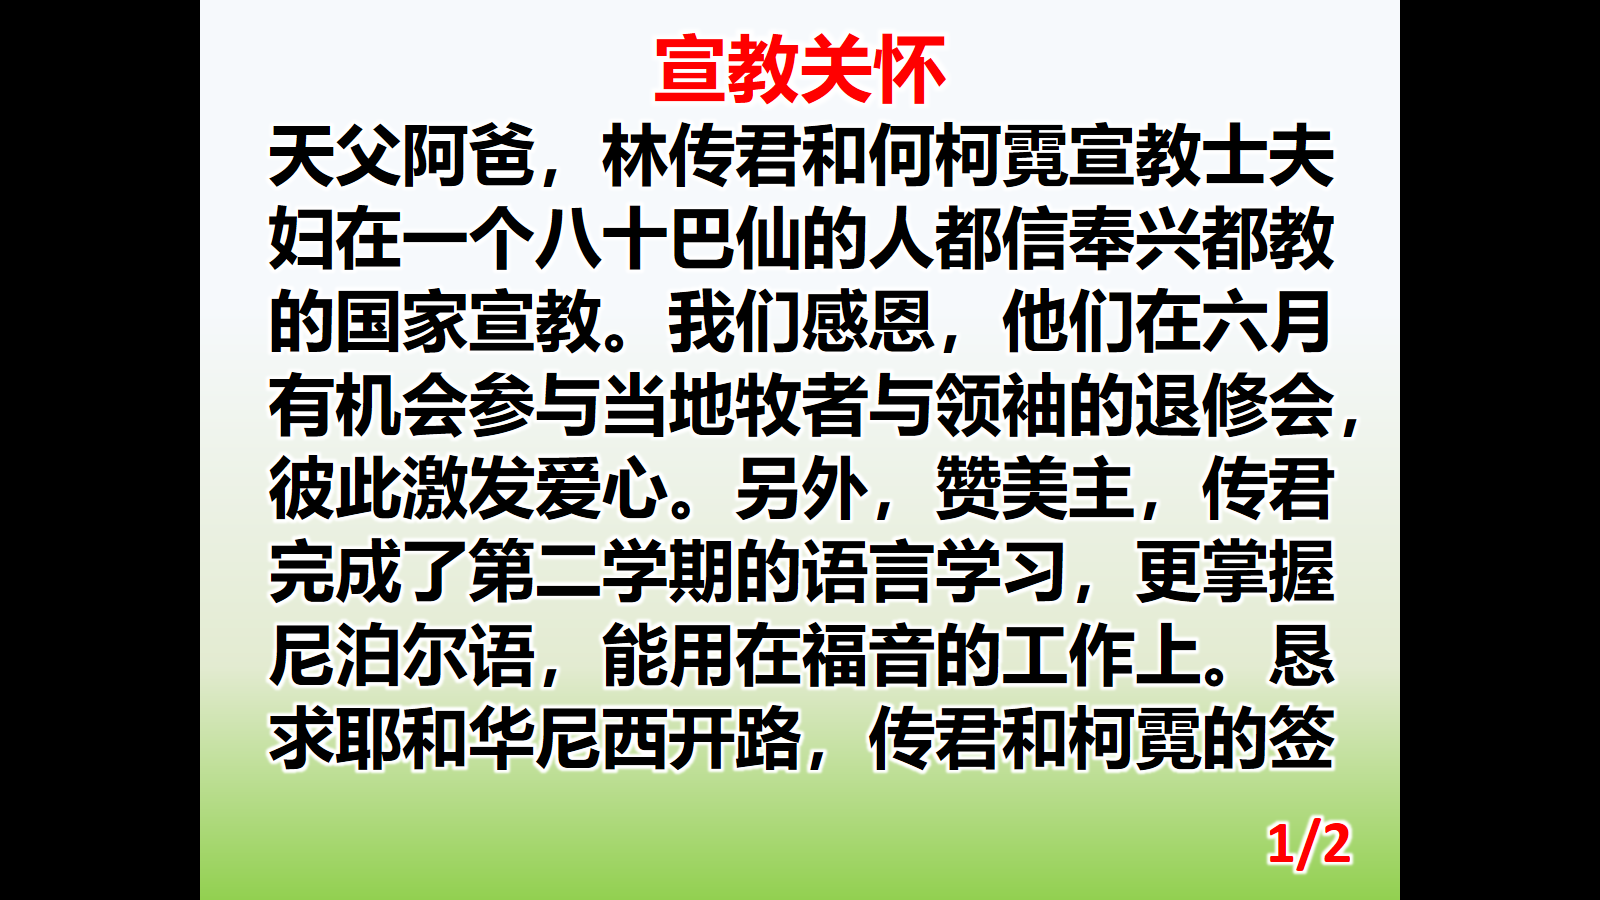 宣教关怀
天父阿爸，林传君和何柯霓宣教士夫
妇在一个八十巴仙的人都信奉兴都教
的国家宣教。我们感恩，他们在六月
有机会参与当地牧者与领袖的退修会，
彼此激发爱心。另外，赞美主，传君
完成了第二学期的语言学习，更掌握
尼泊尔语，能用在福音的工作上。恳
求耶和华尼西开路，传君和柯霓的签
1/2